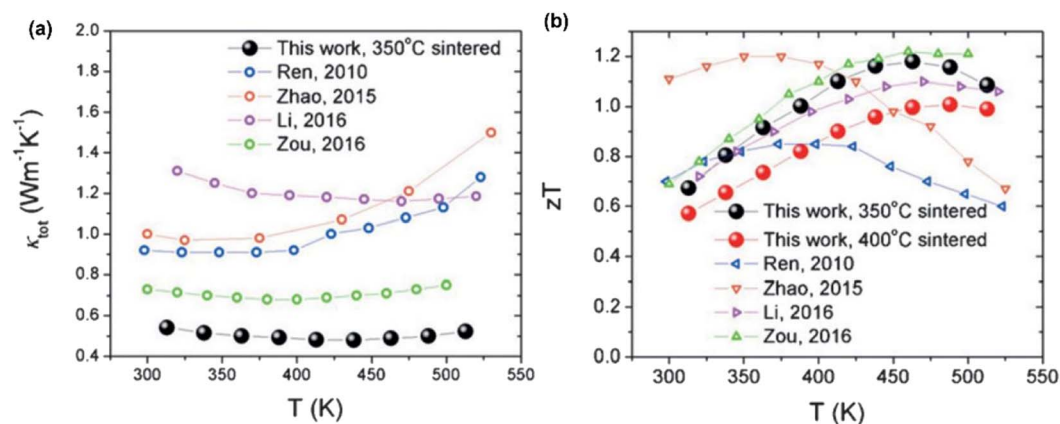 (a)
2.0
1.8
1.6
1.4
1.2
1.0
0.8
0.6
0.4
κtot (Wm⁻¹K⁻¹)
This work, 350°C sintered
Ren, 2010
Zhao, 2015
Li, 2016
Zou, 2016
300 350 400 450 500 550
T (K)
(b)
1.2
1.0
0.8
0.6
0.4
0.2
0.0
zT
This work, 350°C sintered
This work, 400°C sintered
Ren, 2010
Zhao, 2015
Li, 2016
Zou, 2016
300 350 400 450 500 550
T (K)